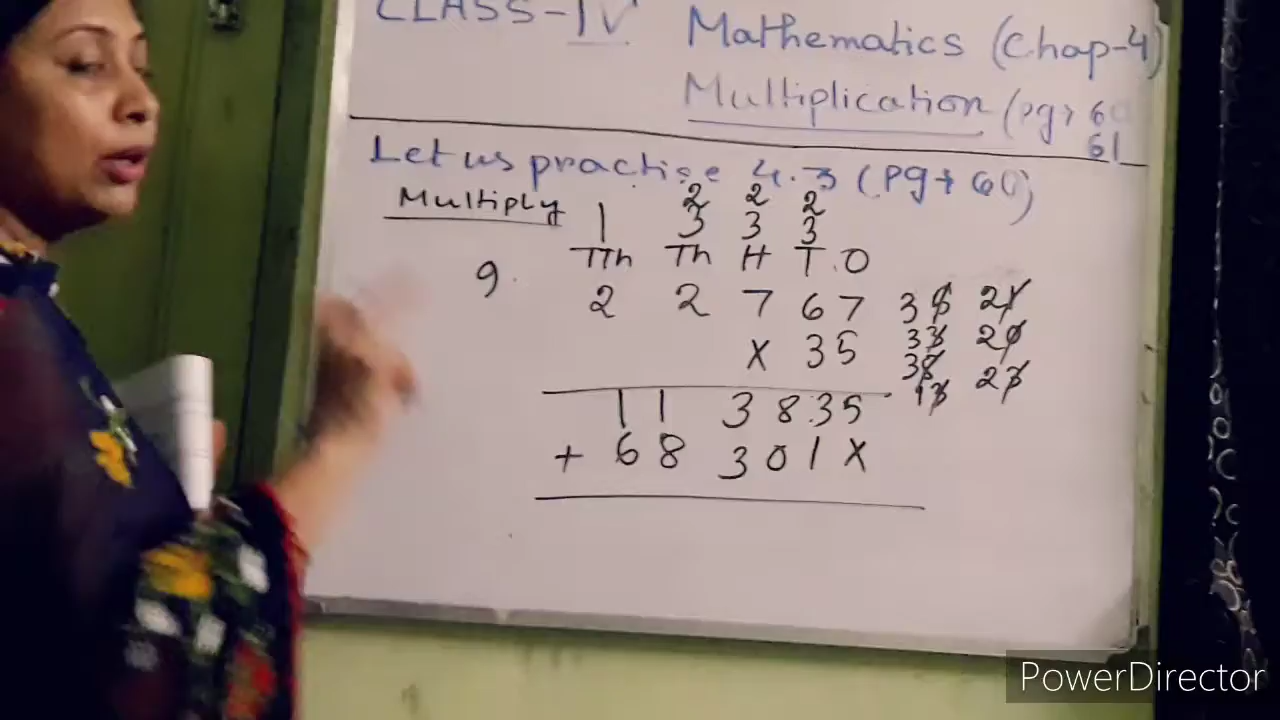 CLASS-IV Mathematics (Chap-4)
Multiplication (pg→ 60
61
Let us practise 4.3 (Pg→60)
Multiply
2 2 2
1 3 3 3
TTh Th H T.O
9. 2 2 7 6 7
X 3 5
1 1 3 8 3 5
+ 6 8 3 0 1 X
PowerDirector